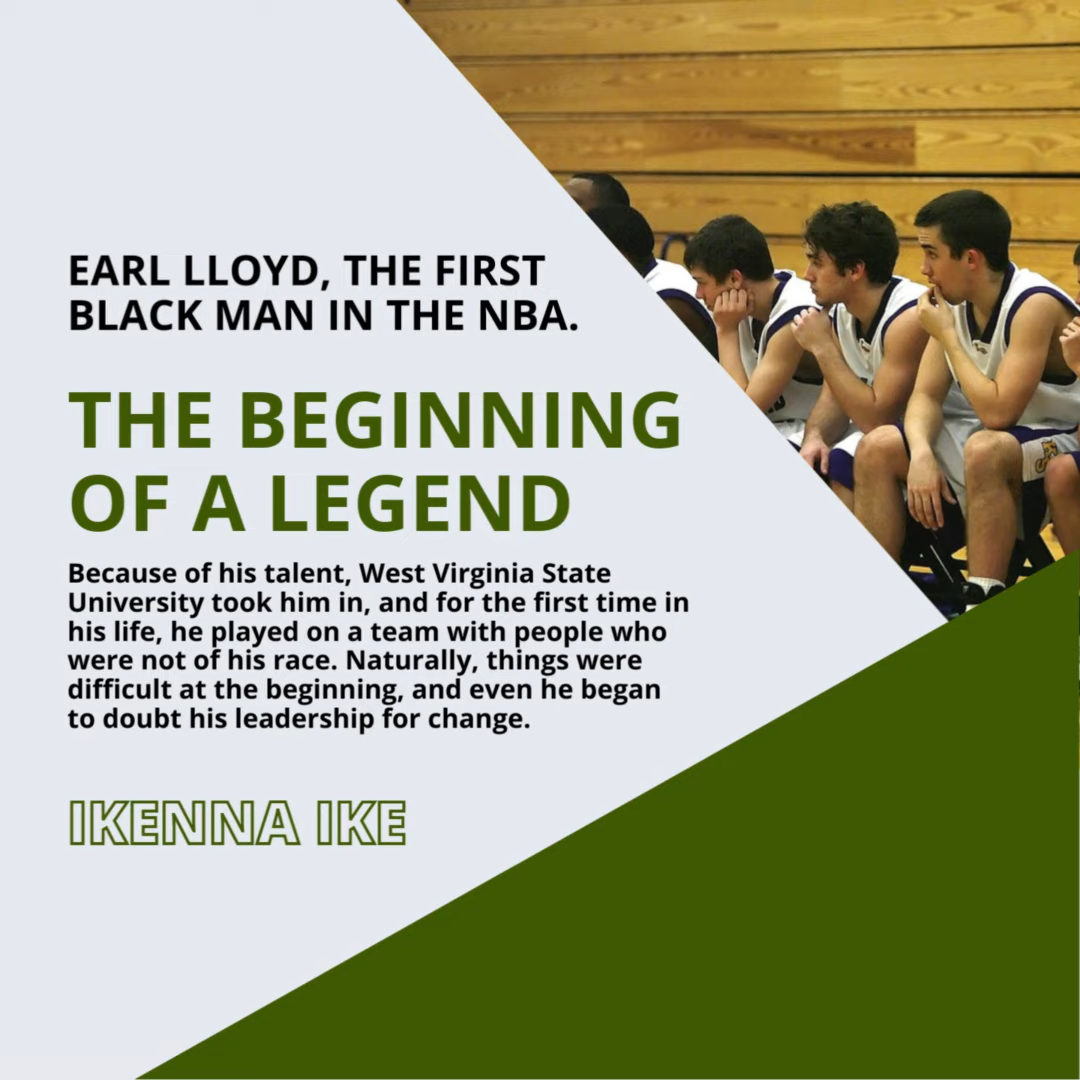 EARL LLOYD, THE FIRST
BLACK MAN IN THE NBA.
THE BEGINNING
OF A LEGEND
Because of his talent, West Virginia State
University took him in, and for the first time in
his life, he played on a team with people who
were not of his race. Naturally, things were
difficult at the beginning, and even he began
to doubt his leadership for change.
IKENNA IKE